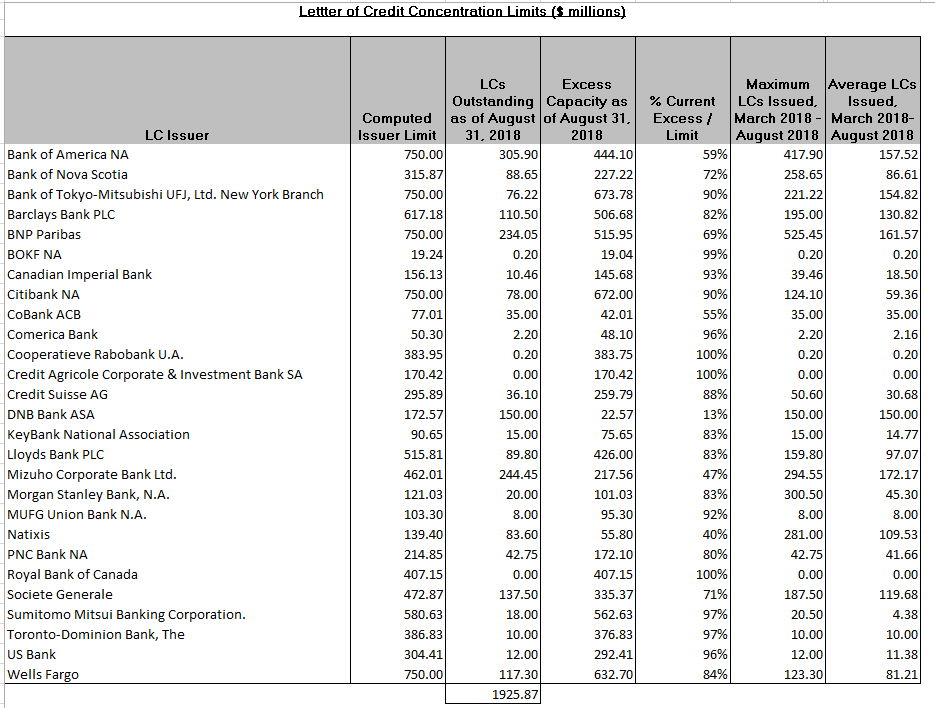 Lettter of Credit Concentration Limits ($ millions)
LC Issuer | Computed Issuer Limit | LCs Outstanding as of August 31, 2018 | Excess Capacity as of August 31, 2018 | % Current Excess / Limit | Maximum LCs Issued, March 2018 - August 2018 | Average LCs Issued, March 2018- August 2018
Bank of America NA 750.00 305.90 444.10 59% 417.90 157.52
Bank of Nova Scotia 315.87 88.65 227.22 72% 258.65 86.61
Bank of Tokyo-Mitsubishi UFJ, Ltd. New York Branch 750.00 76.22 673.78 90% 221.22 154.82
Barclays Bank PLC 617.18 110.50 506.68 82% 195.00 130.82
BNP Paribas 750.00 234.05 515.95 69% 525.45 161.57
BOKF NA 19.24 0.20 19.04 99% 0.20 0.20
Canadian Imperial Bank 156.13 10.46 145.68 93% 39.46 18.50
Citibank NA 750.00 78.00 672.00 90% 124.10 59.36
CoBank ACB 77.01 35.00 42.01 55% 35.00 35.00
Comerica Bank 50.30 2.20 48.10 96% 2.20 2.16
Cooperatieve Rabobank U.A. 383.95 0.20 383.75 100% 0.20 0.20
Credit Agricole Corporate & Investment Bank SA 170.42 0.00 170.42 100% 0.00 0.00
Credit Suisse AG 295.89 36.10 259.79 88% 50.60 30.68
DNB Bank ASA 172.57 150.00 22.57 13% 150.00 150.00
KeyBank National Association 90.65 15.00 75.65 83% 15.00 14.77
Lloyds Bank PLC 515.81 89.80 426.00 83% 159.80 97.07
Mizuho Corporate Bank Ltd. 462.01 244.45 217.56 47% 294.55 172.17
Morgan Stanley Bank, N.A. 121.03 20.00 101.03 83% 300.50 45.30
MUFG Union Bank N.A. 103.30 8.00 95.30 92% 8.00 8.00
Natixis 139.40 83.60 55.80 40% 281.00 109.53
PNC Bank NA 214.85 42.75 172.10 80% 42.75 41.66
Royal Bank of Canada 407.15 0.00 407.15 100% 0.00 0.00
Societe Generale 472.87 137.50 335.37 71% 187.50 119.68
Sumitomo Mitsui Banking Corporation. 580.63 18.00 562.63 97% 20.50 4.38
Toronto-Dominion Bank, The 386.83 10.00 376.83 97% 10.00 10.00
US Bank 304.41 12.00 292.41 96% 12.00 11.38
Wells Fargo 750.00 117.30 632.70 84% 123.30 81.21
1925.87